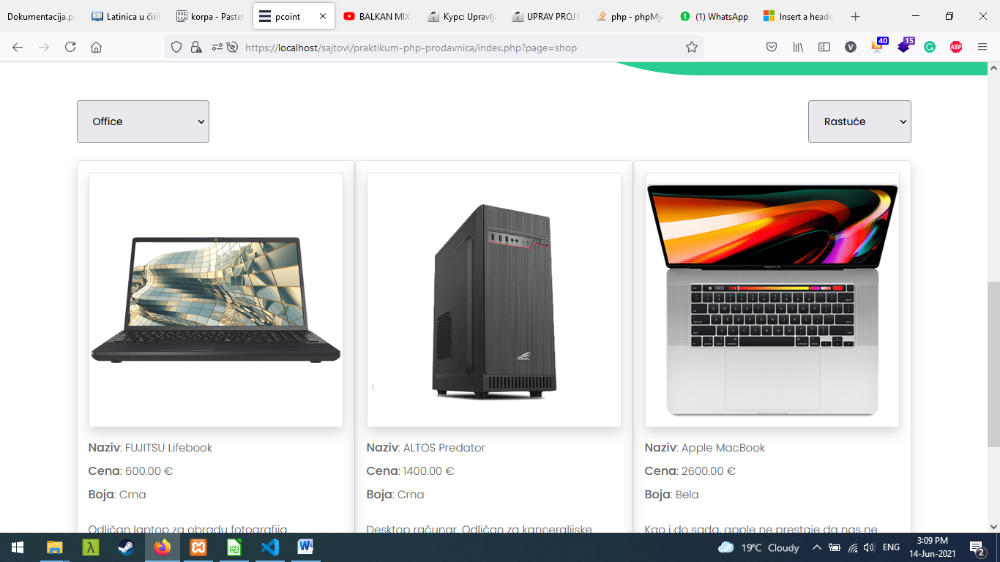 Dokumentacija.p
Latinica u ćiril
korpa - Pastel
pcoint
BALKAN MIX
Курс: Upravlja
UPRAV PROJ
php - phpMy
(1) WhatsApp
Insert a heade
https://localhost/sajtovi/praktikum-php-prodavnica/index.php?page=shop
V
40
15
ABP
Office
Rastuće
Naziv: FUJITSU Lifebook
Cena: 600.00 €
Boja: Crna
Odličan laptop za obradu fotografija.
Naziv: ALTOS Predator
Cena: 1400.00 €
Boja: Crna
Desktop računar. Odličan za kancerlijske
Naziv: Apple MacBook
Cena: 2600.00 €
Boja: Bela
Kao i do sada, apple ne prestaje da nas ne
19°C Cloudy
ENG
3:09 PM
14-Jun-2021
2